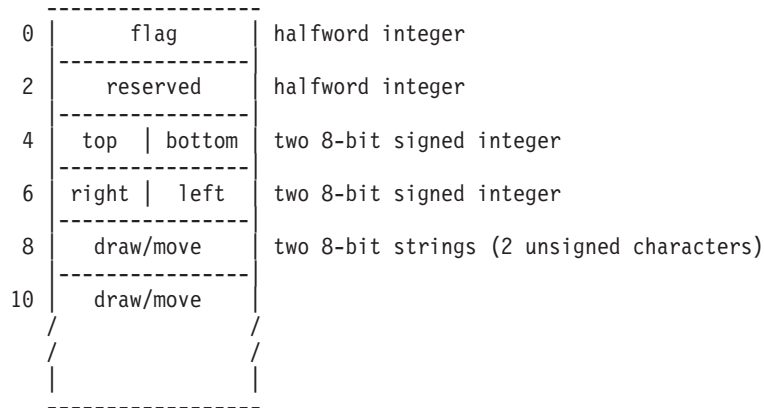 0 flag halfword integer
2 reserved halfword integer
4 top | bottom two 8-bit signed integer
6 right | left two 8-bit signed integer
8 draw/move two 8-bit strings (2 unsigned characters)
10 draw/move